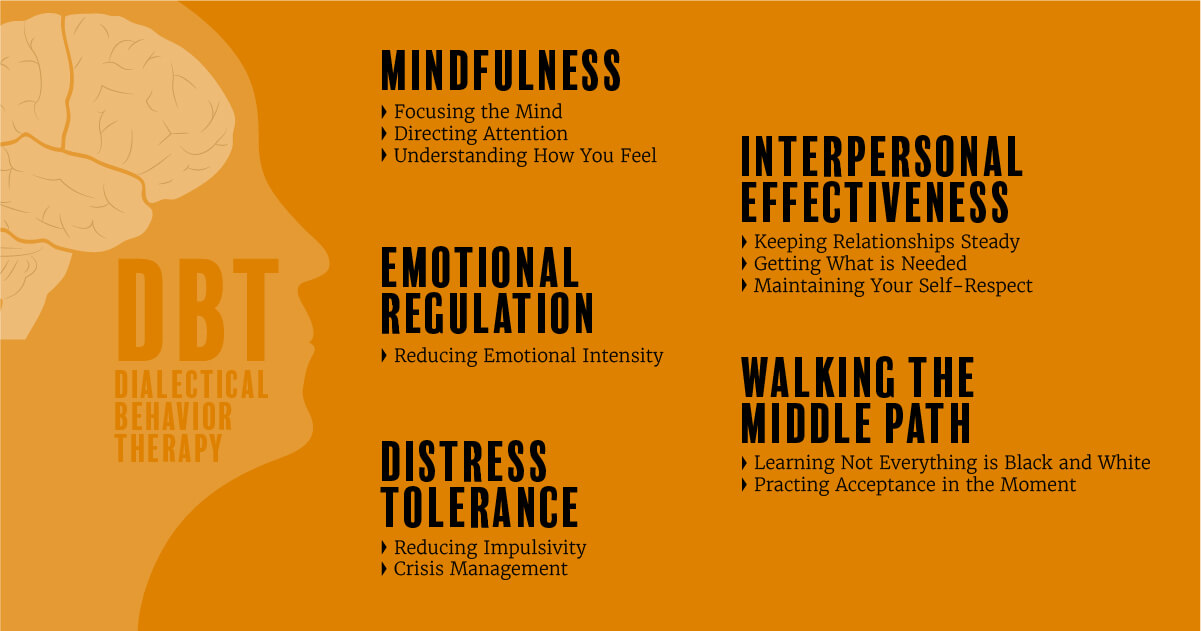 DBT
DIALECTICAL
BEHAVIOR
THERAPY
MINDFULNESS
Focusing the Mind
Directing Attention
Understanding How You Feel
EMOTIONAL
REGULATION
Reducing Emotional Intensity
DISTRESS
TOLERANCE
Reducing Impulsivity
Crisis Management
INTERPERSONAL
EFFECTIVENESS
Keeping Relationships Steady
Getting What is Needed
Maintaining Your Self-Respect
WALKING THE
MIDDLE PATH
Learning Not Everything is Black and White
Practing Acceptance in the Moment